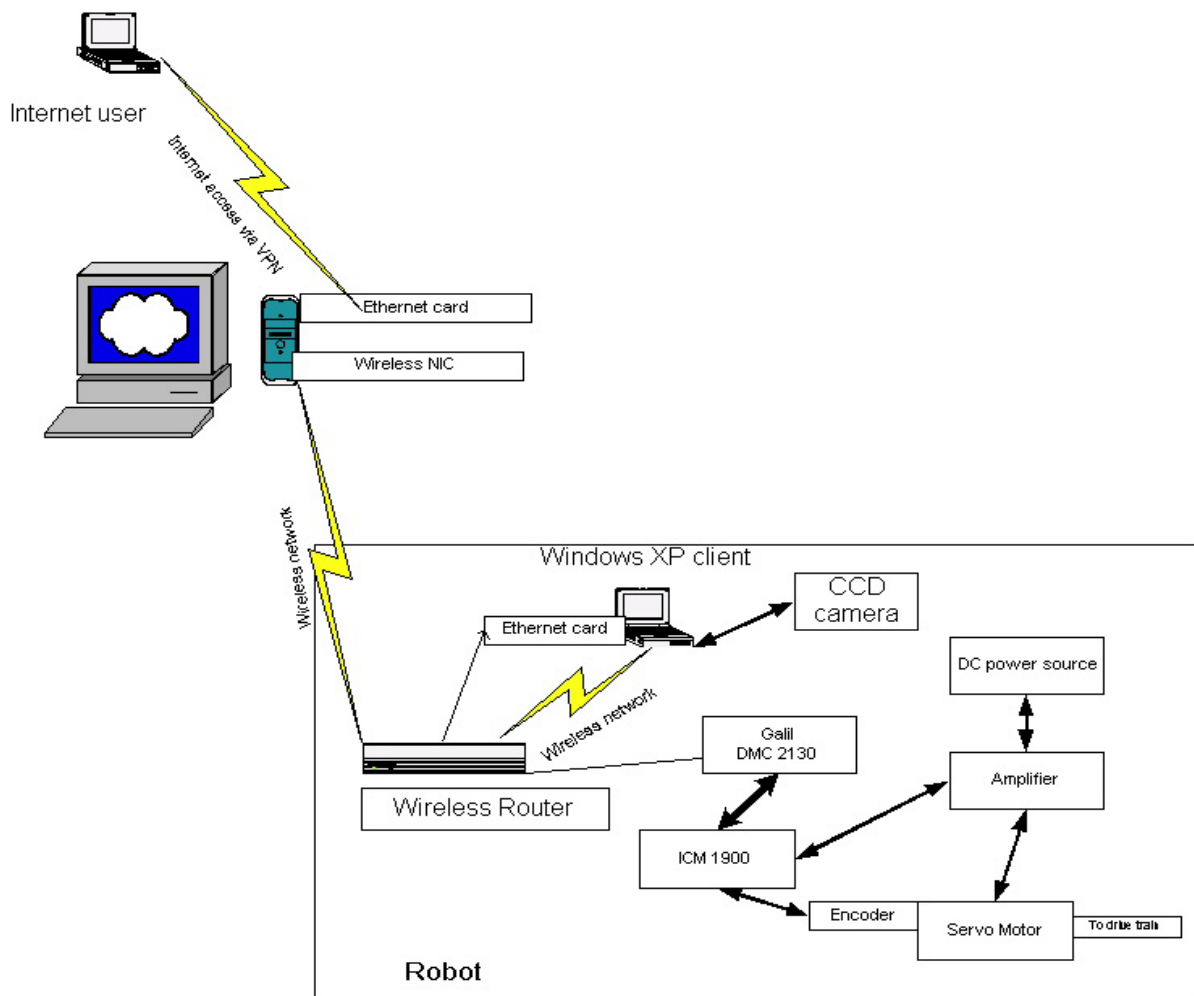 Internet user
Internet access via VPN
Ethernet card
Wireless NIC
Wireless network
Windows XP client
CCD
camera
Ethernet card
DC power source
Wireless network
Galil
DMC 2130
Amplifier
Wireless Router
ICM 1900
Encoder
Servo Motor
To drive train
Robot